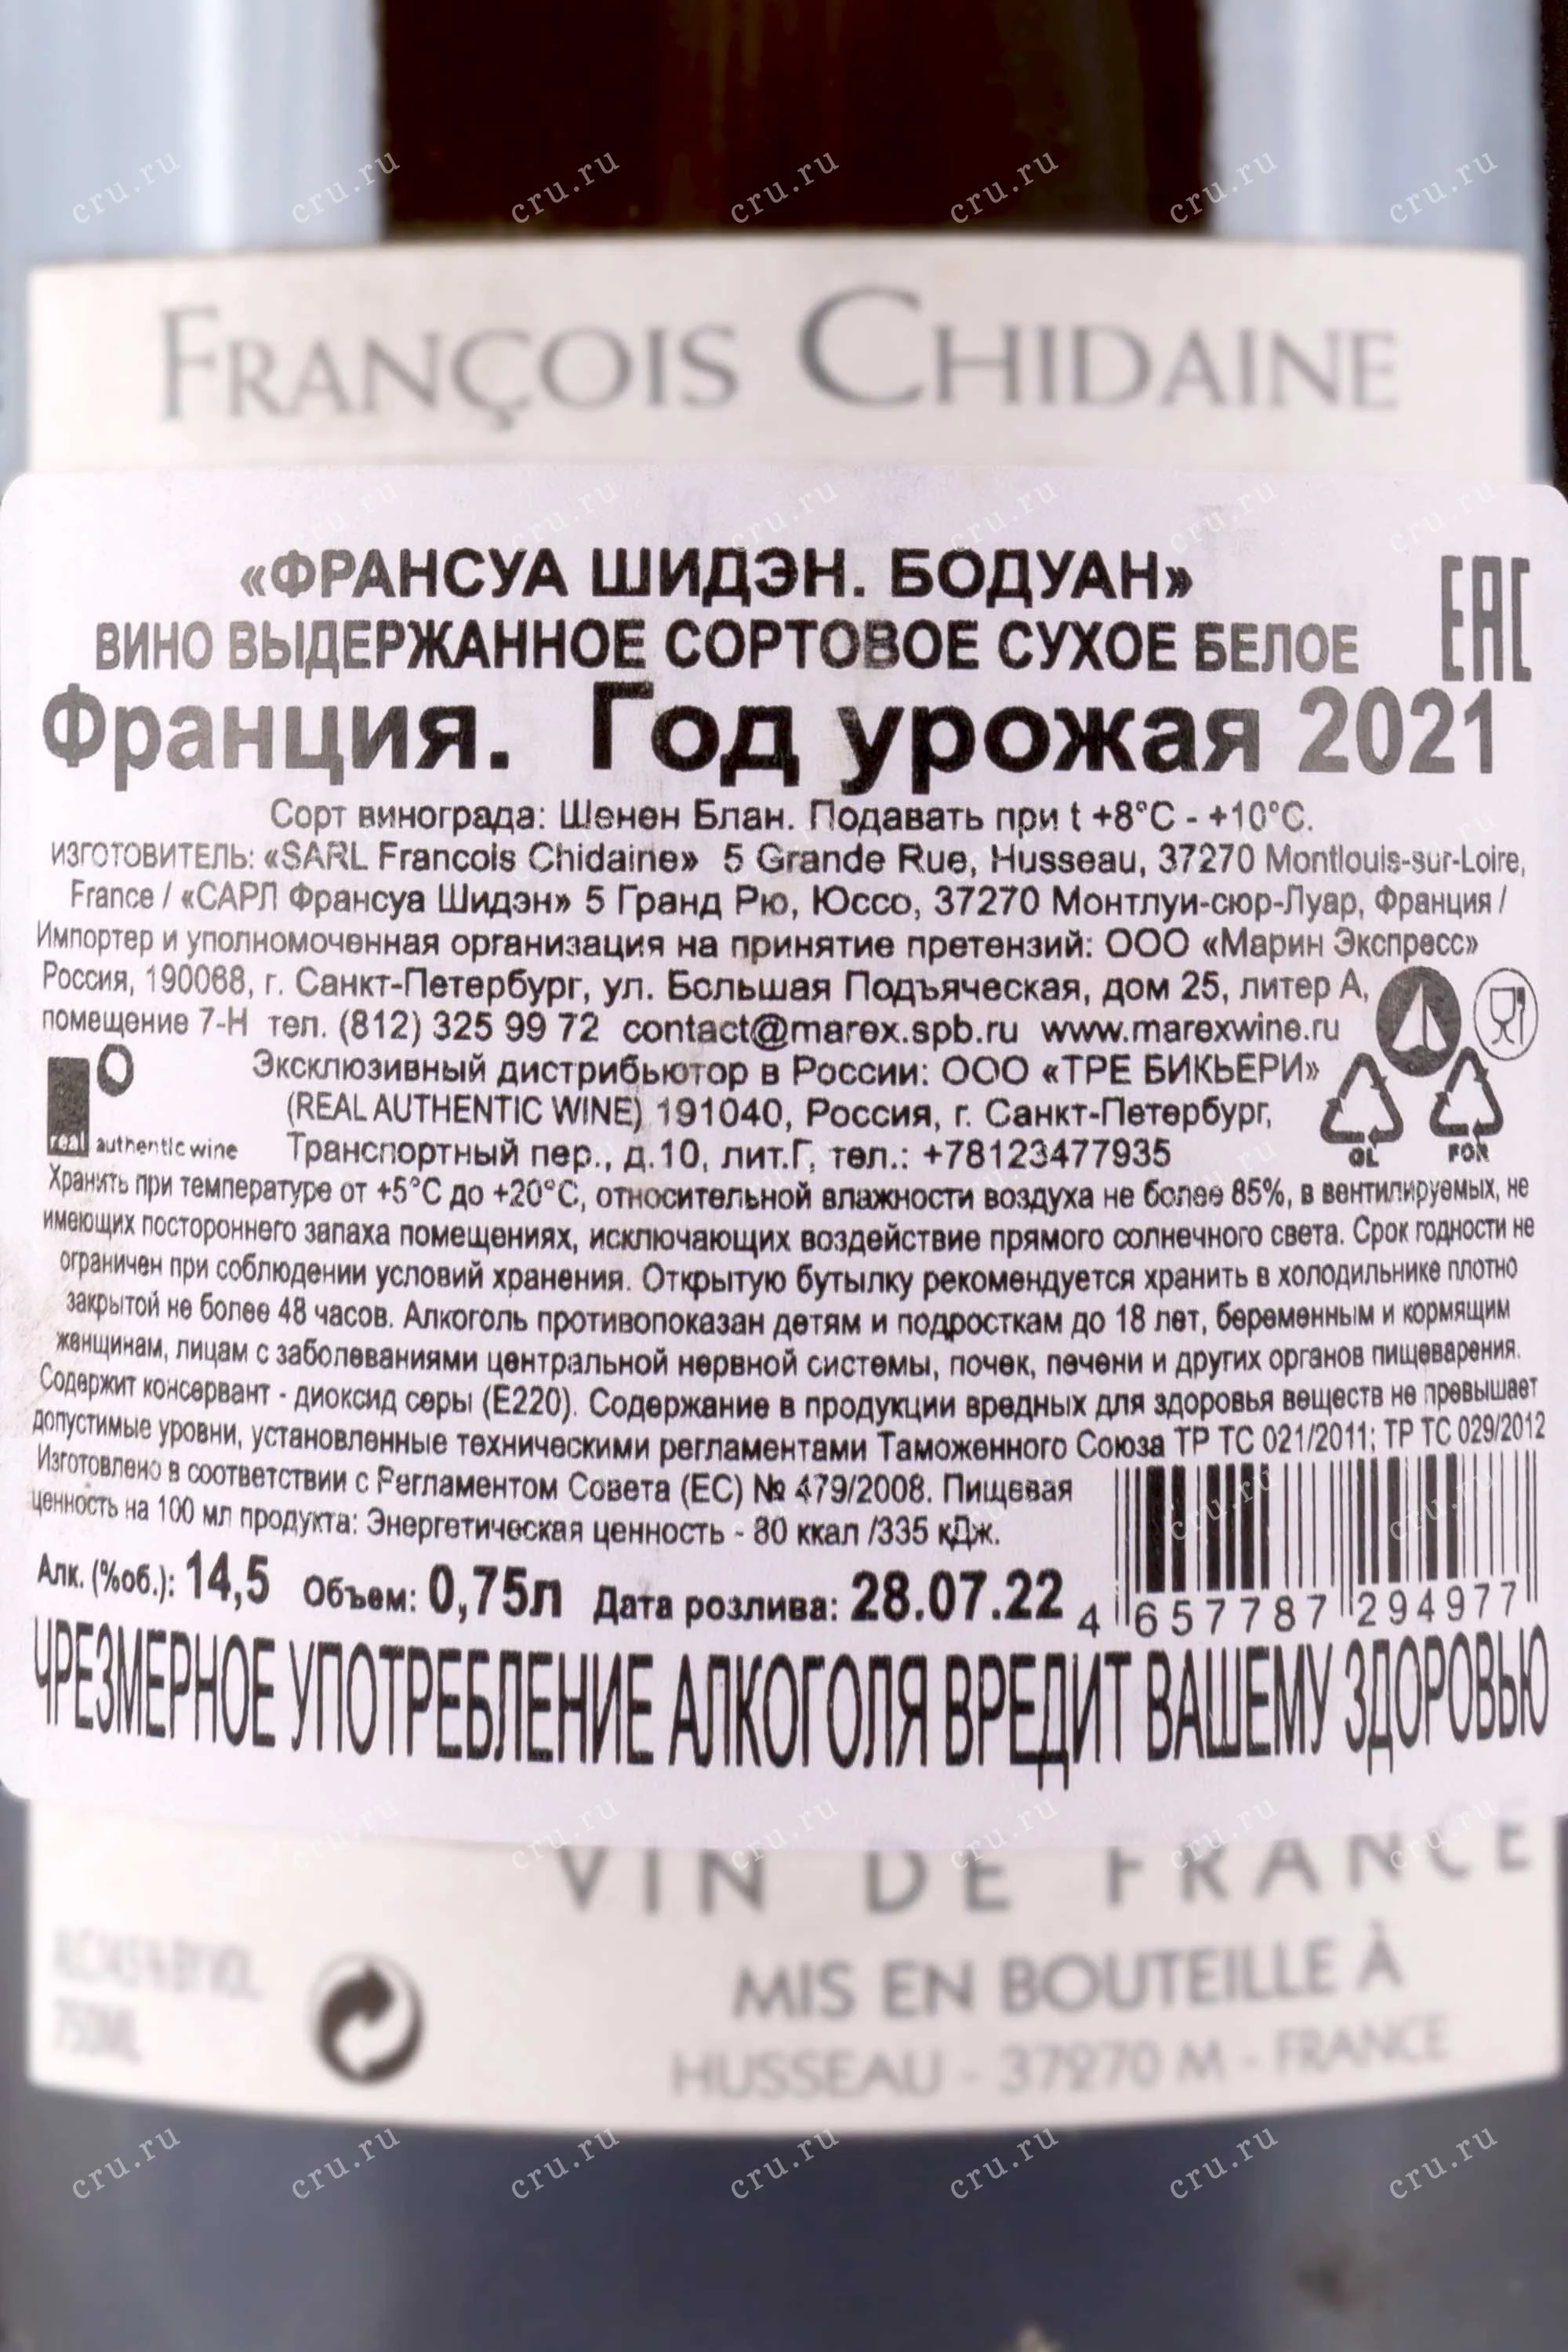 FRANÇOIS CHIDAINE
«ФРАНСУА ШИДЭН. БОДУАН»
ВИНО ВЫДЕРЖАННОЕ СОРТОВОЕ СУХОЕ БЕЛОЕ
EAC
Франция. Год урожая 2021
Сорт винограда: Шенен Блан. Подавать при t +8°C - +10°C.
ИЗГОТОВИТЕЛЬ: «SARL Francois Chidaine» 5 Grande Rue, Husseau, 37270 Montlouis-sur-Loire,
France / «САРЛ Франсуа Шидэн» 5 Гранд Рю, Юссо, 37270 Монтлуи-сюр-Луар, Франция /
Импортер и уполномоченная организация на принятие претензий: ООО «Марин Экспресс»
Россия, 190068, г. Санкт-Петербург, ул. Большая Подъяческая, дом 25, литер А,
помещение 7-Н тел. (812) 325 99 72 contact@marex.spb.ru www.marexwine.ru
Эксклюзивный дистрибьютор в России: ООО «ТРЕ БИКЬЕРИ»
(REAL AUTHENTIC WINE) 191040, Россия, г. Санкт-Петербург,
real authentic wine
Транспортный пер., д.10, лит.Г, тел.: +78123477935
GL
FOR
Хранить при температуре от +5°C до +20°C, относительной влажности воздуха не более 85%, в вентилируемых, не
имеющих постороннего запаха помещениях, исключающих воздействие прямого солнечного света. Срок годности не
ограничен при соблюдении условий хранения. Открытую бутылку рекомендуется хранить в холодильнике плотно
закрытой не более 48 часов. Алкоголь противопоказан детям и подросткам до 18 лет, беременным и кормящим
женщинам, лицам с заболеваниями центральной нервной системы, почек, печени и других органов пищеварения.
Содержит консервант - диоксид серы (E220). Содержание в продукции вредных для здоровья веществ не превышает
допустимые уровни, установленные техническими регламентами Таможенного Союза ТР ТС 021/2011; ТР ТС 029/2012
Изготовлено в соответствии с Регламентом Совета (ЕС) № 479/2008. Пищевая
ценность на 100 мл продукта: Энергетическая ценность - 80 ккал /335 кДж.
Алк. (%об.): 14,5 Объем: 0,75л Дата розлива: 28.07.22
4 657787 294977
ЧРЕЗМЕРНОЕ УПОТРЕБЛЕНИЕ АЛКОГОЛЯ ВРЕДИТ ВАШЕМУ ЗДОРОВЬЮ
VIN DE FRANCE
ALC 14.5 % BY VOL
750ML
MIS EN BOUTEILLE À
HUSSEAU - 37270 M - FRANCE
cru.ru